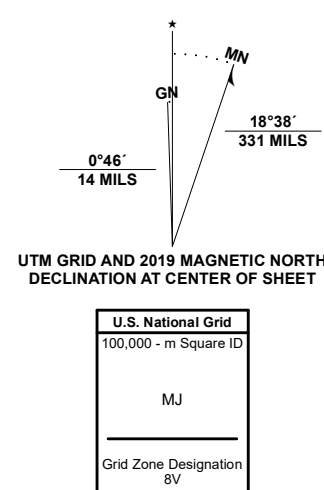 ★
MN
GN
18°38´
331 MILS
0°46´
14 MILS
UTM GRID AND 2019 MAGNETIC NORTH
DECLINATION AT CENTER OF SHEET
U.S. National Grid
100,000 - m Square ID
MJ
Grid Zone Designation
8V